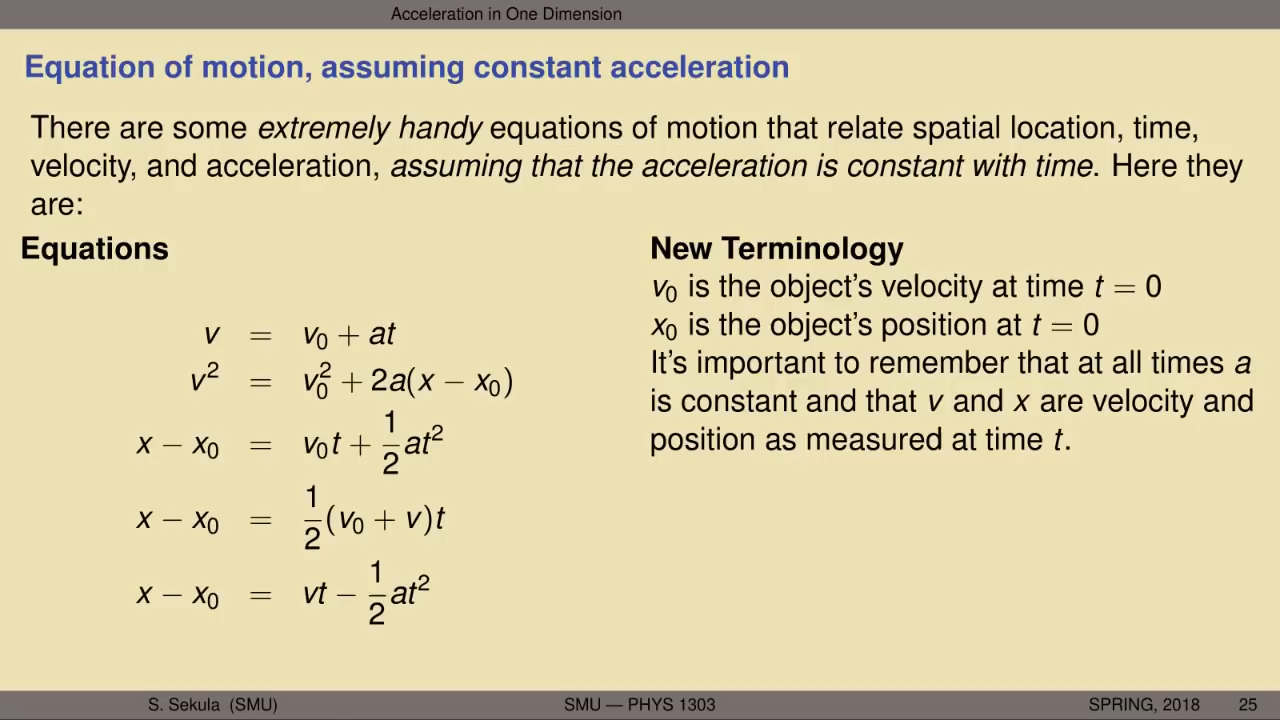 Acceleration in One Dimension
Equation of motion, assuming constant acceleration
There are some extremely handy equations of motion that relate spatial location, time,
velocity, and acceleration, assuming that the acceleration is constant with time. Here they
are:
Equations
v = v₀ + at
v² = v₀² + 2a(x − x₀)
x − x₀ = v₀t + 1/2 at²
x − x₀ = 1/2 (v₀ + v)t
x − x₀ = vt − 1/2 at²
New Terminology
v₀ is the object's velocity at time t = 0
x₀ is the object's position at t = 0
It's important to remember that at all times a
is constant and that v and x are velocity and
position as measured at time t.
S. Sekula (SMU) SMU — PHYS 1303 SPRING, 2018 25